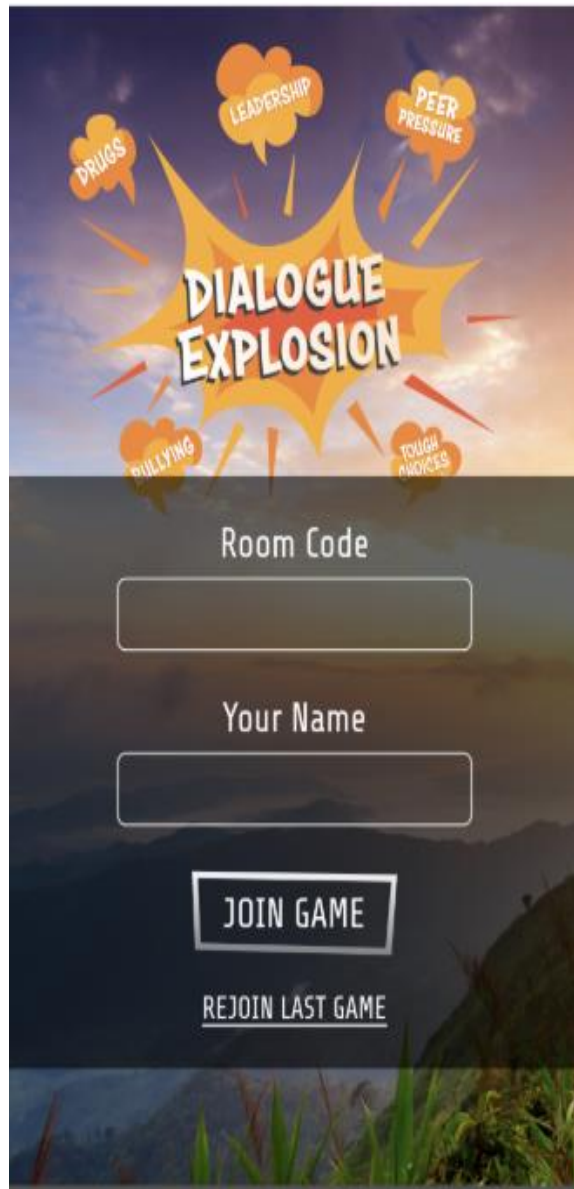 LEADERSHIP
PEER
PRESSURE
DRUGS
DIALOGUE
EXPLOSION
BULLYING
TOUGH
CHOICES
Room Code
Your Name
JOIN GAME
REJOIN LAST GAME